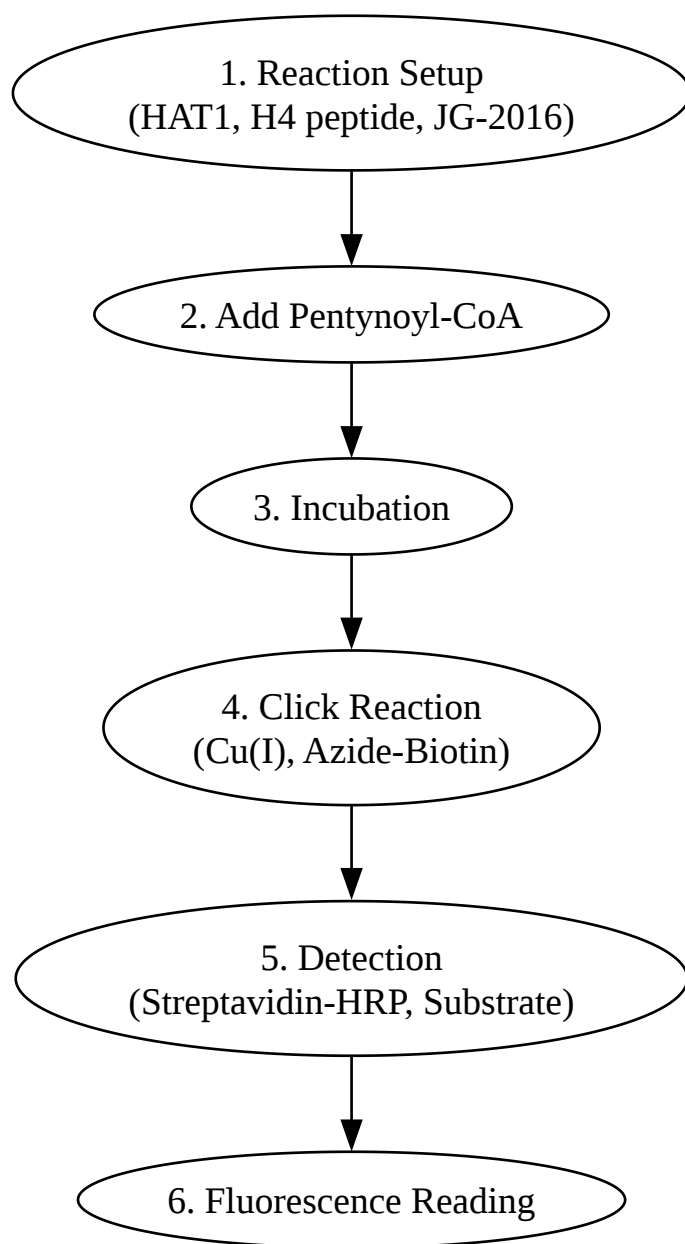 1. Reaction Setup
(HAT1, H4 peptide, JG-2016)
2. Add Pentynoyl-CoA
3. Incubation
4. Click Reaction
(Cu(I), Azide-Biotin)
5. Detection
(Streptavidin-HRP, Substrate)
6. Fluorescence Reading